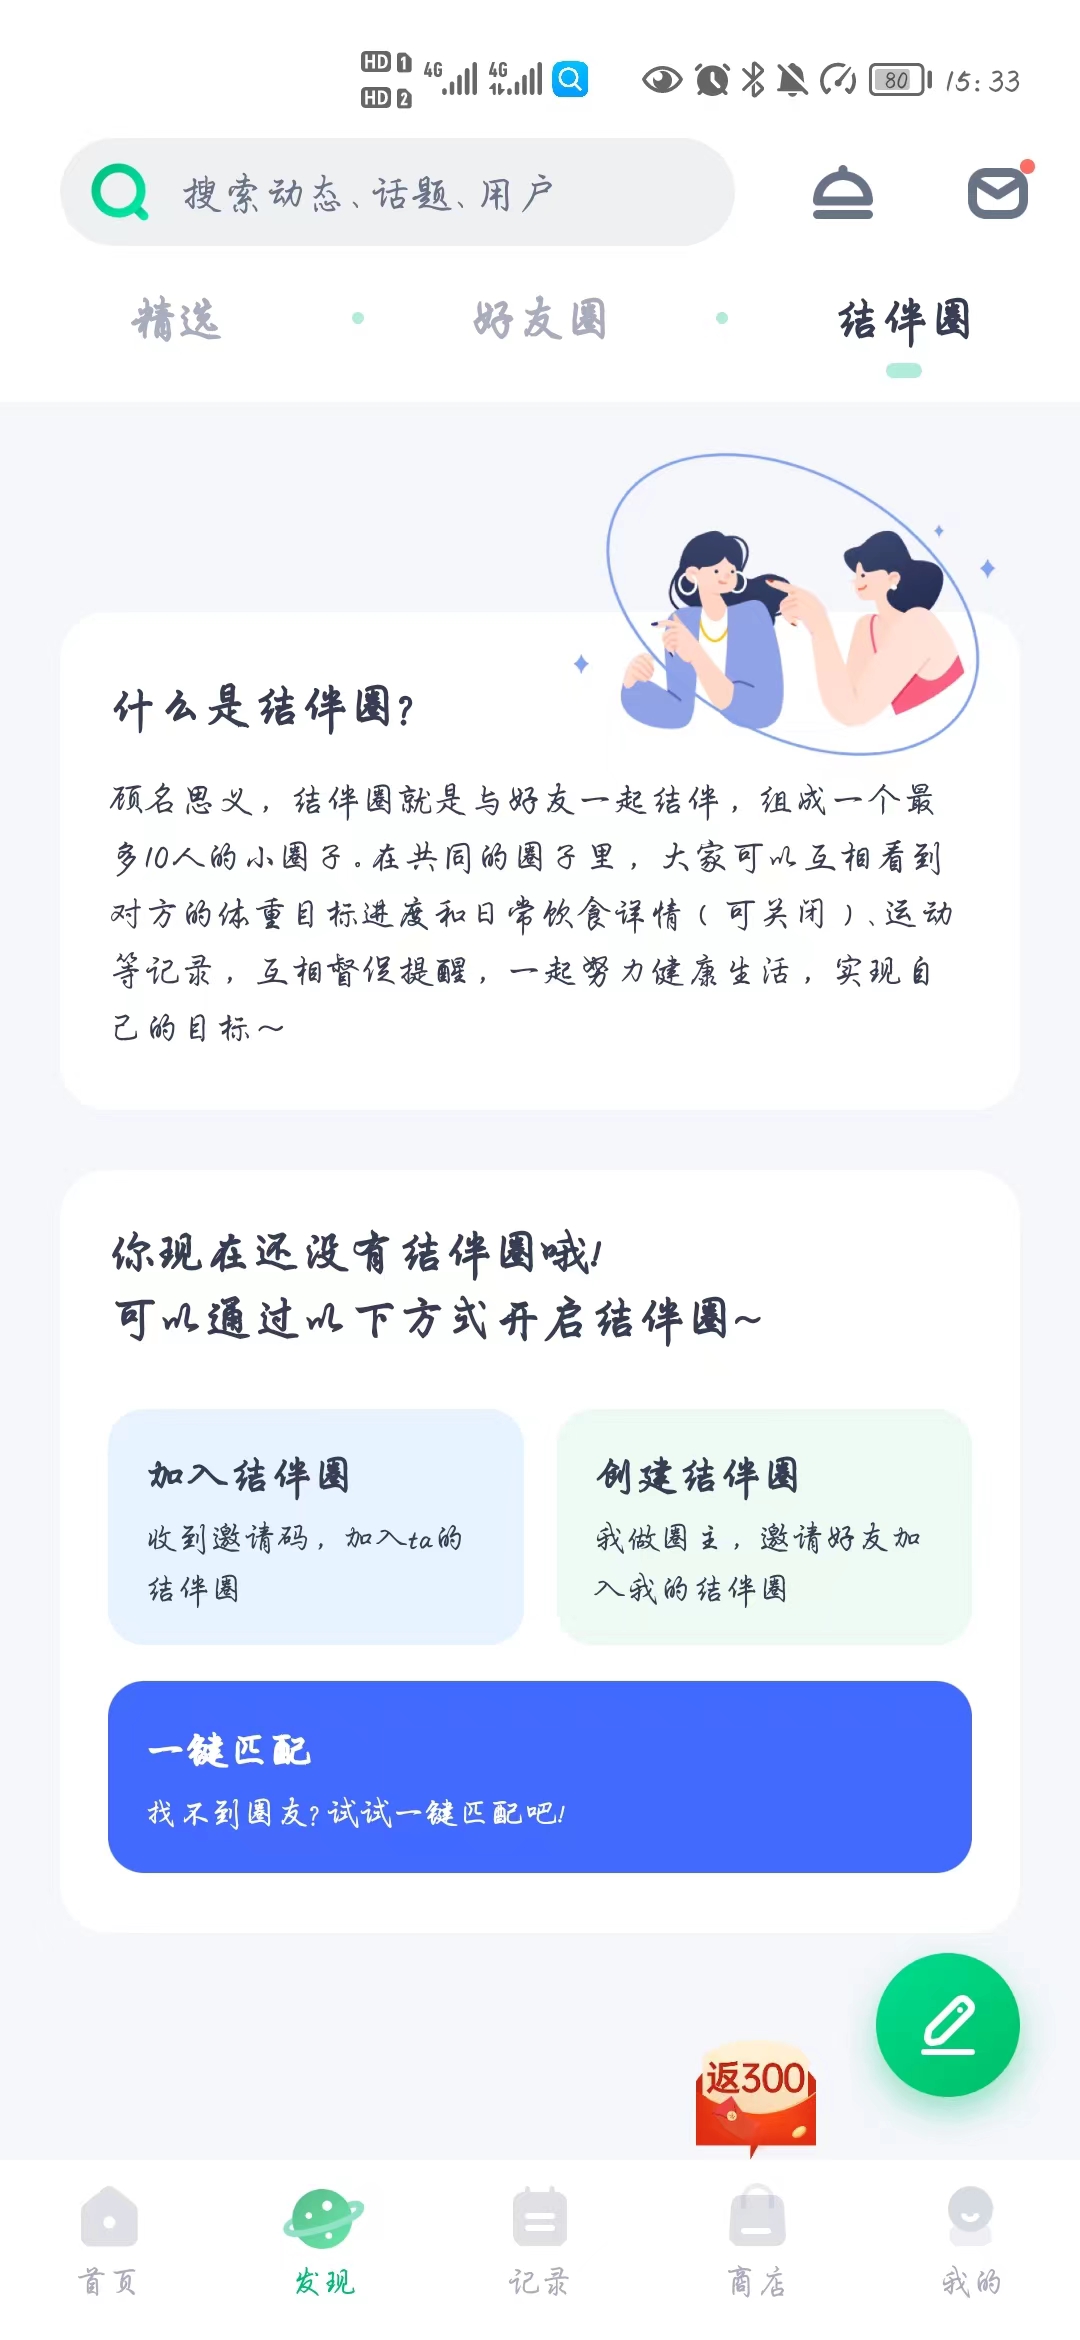 HD 1 4G 4G 80 15:33
HD 2
搜索动态、话题、用户
精选 好友圈 结伴圈
什么是结伴圈?
顾名思义，结伴圈就是与好友一起结伴，组成一个最
多10人的小圈子。在共同的圈子里，大家可以互相看到
对方的体重目标进度和日常饮食详情（可关闭）、运动
等记录，互相督促提醒，一起努力健康生活，实现自
己的目标～
你现在还没有结伴圈哦!
可以通过以下方式开启结伴圈~
加入结伴圈
收到邀请码，加入ta的
结伴圈
创建结伴圈
我做圈主，邀请好友加
入我的结伴圈
一键匹配
找不到圈友?试试一键匹配吧!
返300
首页 发现 记录 商店 我的